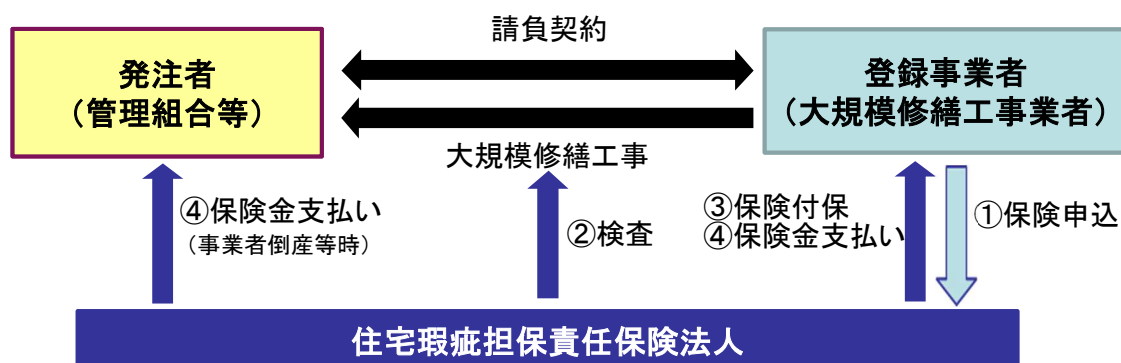 請負契約
発注者
（管理組合等）
登録事業者
（大規模修繕工事業者）
大規模修繕工事
④保険金支払い
（事業者倒産等時）
②検査
③保険付保
④保険金支払い
①保険申込
住宅瑕疵担保責任保険法人